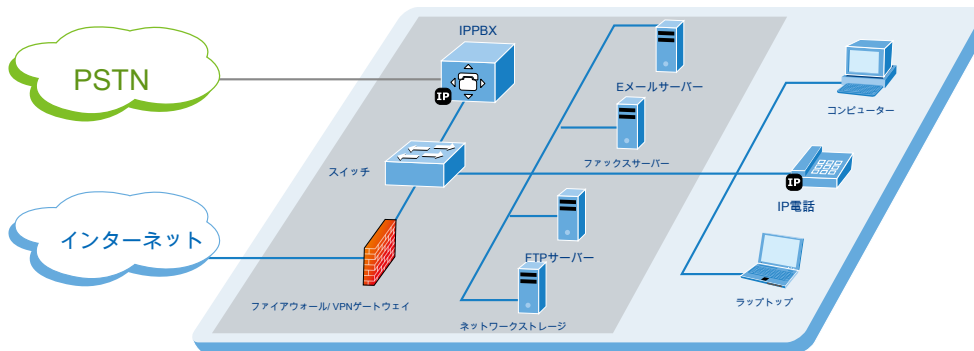 IPPBX
PSTN
IP
Eメールサーバー
コンピューター
ファックスサーバー
スイッチ
IP
IP電話
インターネット
FTPサーバー
ファイアウォール/ VPNゲートウェイ
ラップトップ
ネットワークストレージ